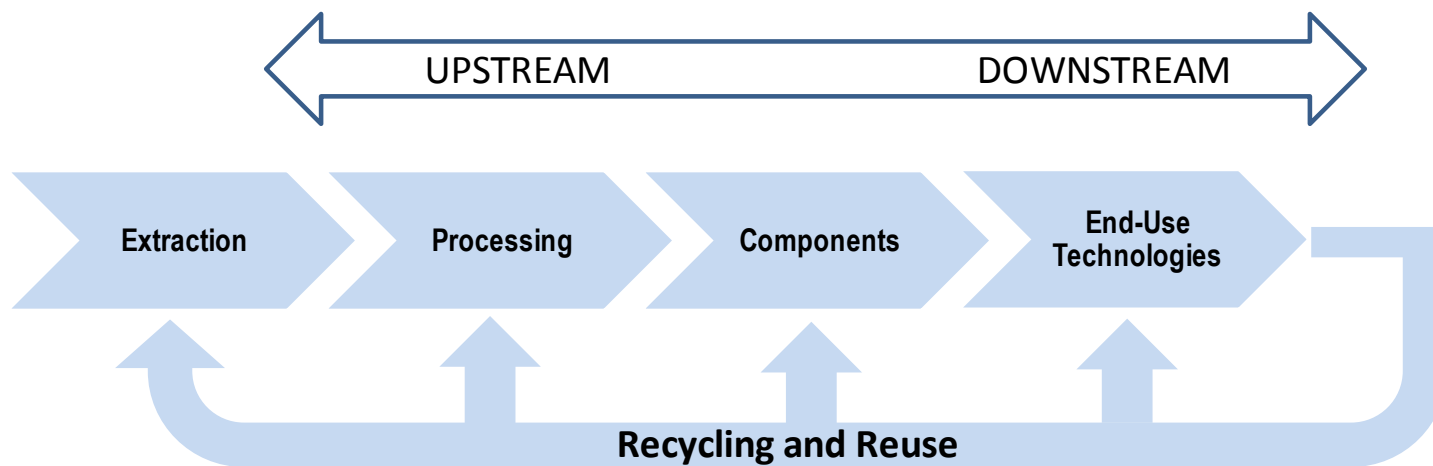 UPSTREAM DOWNSTREAM
Extraction
Processing
Components
End-Use
Technologies
Recycling and Reuse